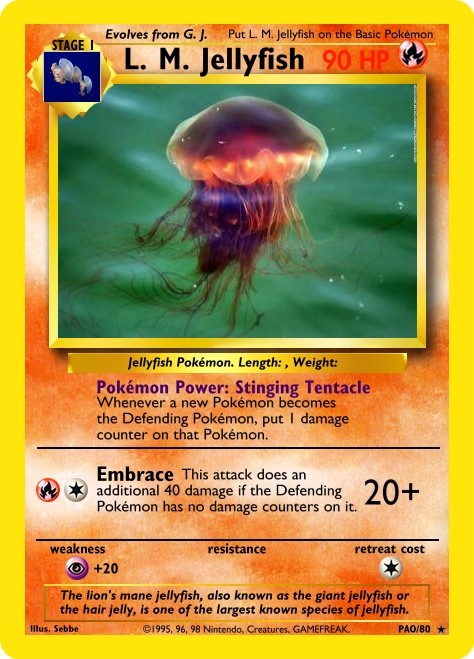 Evolves from G. J. Put L. M. Jellyfish on the Basic Pokémon
STAGE 1
L. M. Jellyfish 90 HP
Jellyfish Pokémon. Length: , Weight:
Pokémon Power: Stinging Tentacle
Whenever a new Pokémon becomes
the Defending Pokémon, put 1 damage
counter on that Pokémon.
Embrace This attack does an
additional 40 damage if the Defending
Pokémon has no damage counters on it.
20+
weakness resistance retreat cost
+20
The lion's mane jellyfish, also known as the giant jellyfish or
the hair jelly, is one of the largest known species of jellyfish.
Illus. Sebbe ©1995, 96, 98 Nintendo, Creatures, GAMEFREAK. PAO/80 ★